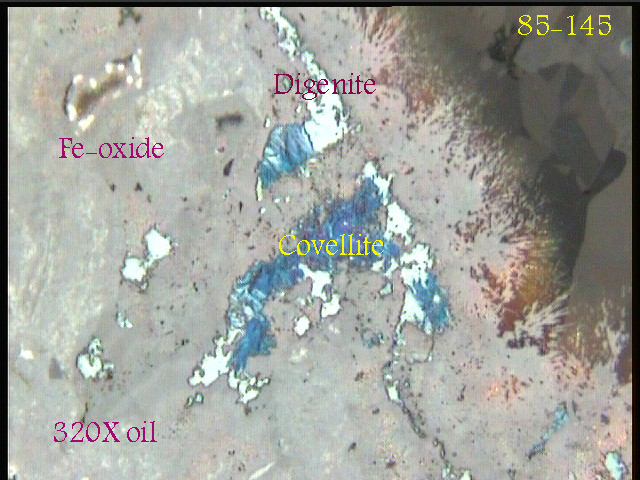 85-145
Digenite
Fe-oxide
Covellite
320X oil